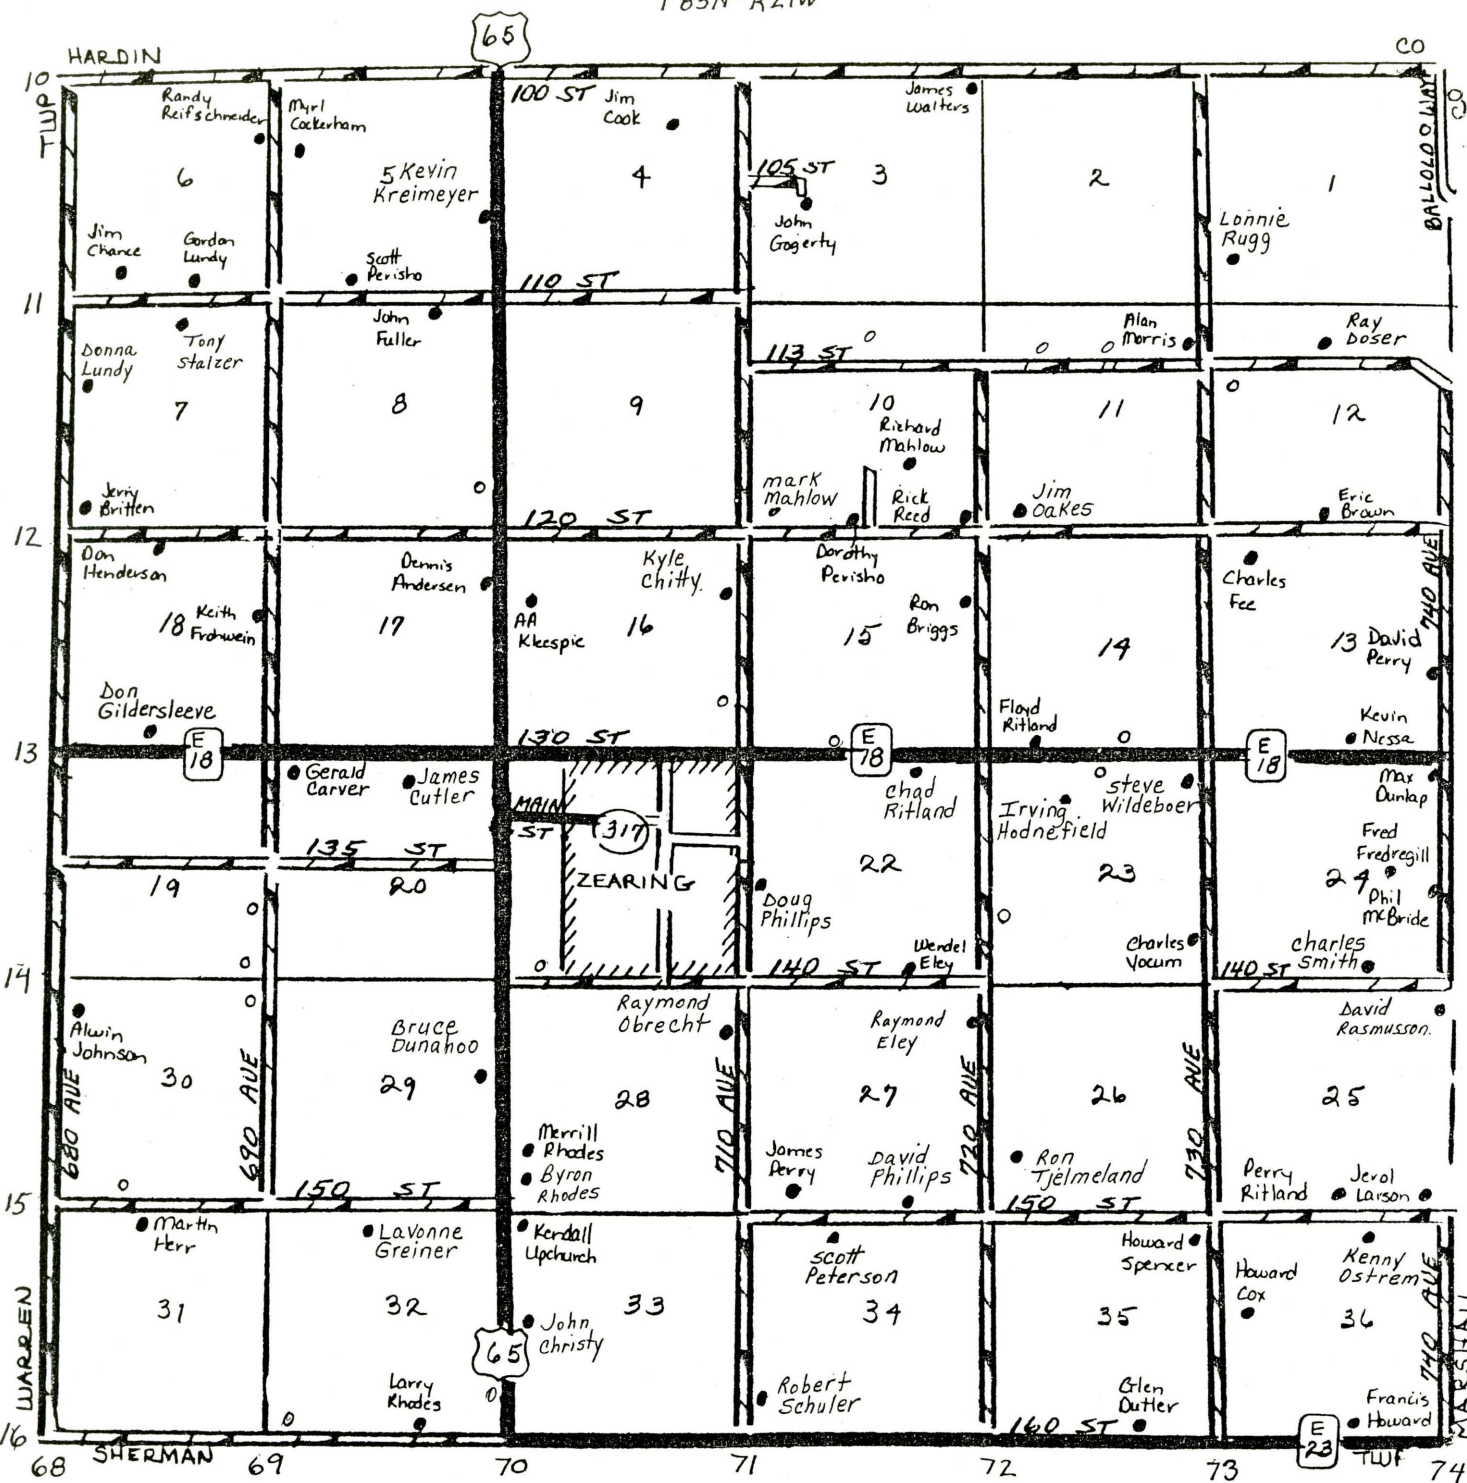 T83N R21W
65
HARDIN
CO
10
TWP
Randy
Reifschneider
Myrl
Cockerham
100 ST
Jim
Cook
James
Walters
BALLOLDOWAY
CO
6
5 Kevin
Kreimeyer
4
105 ST
3
2
1
John
Gogerty
Lonnie
Rugg
Jim
Chance
Gordon
Lundy
Scott
Perisho
110 ST
11
Donna
Lundy
Tony
Stalzer
John
Fuller
113 ST
Alan
Morris
Ray
Doser
7
8
9
10
Richard
Mahlow
11
12
Jerry
Britten
mark
Mahlow
Rick
Reed
Jim
Oakes
Eric
Brown
120 ST
12
Don
Henderson
Dennis
Andersen
Kyle
Chitty
Dorothy
Perisho
Charles
Fee
740 AVE
18
Keith
Frohwein
17
AA
Kleespie
16
15
Ron
Briggs
14
13
David
Perry
Don
Gildersleeve
Floyd
Ritland
Kevin
Nessa
130 ST
13
E
18
E
18
E
18
Gerald
Carver
James
Cutler
MAIN
ST
317
Chad
Ritland
Irving
Hodnefield
Steve
Wildeboer
Max
Dunlap
135 ST
19
20
ZEARING
Doug
Phillips
22
23
24
Fred
Fredregill
Phil
McBride
Wendel
Eley
Charles
Yocum
Charles
Smith
14
140 ST
140 ST
Alwin
Johnson
Bruce
Dunahoo
Raymond
Obrecht
Raymond
Eley
David
Rasmusson.
30
29
28
27
26
25
680 AVE
690 AVE
710 AVE
720 AVE
730 AVE
Merrill
Rhodes
Byron
Rhodes
James
Perry
David
Phillips
Ron
Tjelmeland
Perry
Ritland
Jerol
Larson
15
150 ST
150 ST
Martin
Herr
LaVonne
Greiner
Kendall
Upchurch
Scott
Peterson
Howard
Spencer
Howard
Cox
Kenny
Ostrem
31
32
33
34
35
36
740 AVE
WARREN
MARSHALL
John
Christy
65
Larry
Rhodes
Robert
Schuler
Glen
Dutler
Francis
Howard
160 ST
16
SHERMAN
E
23
TWP
68
69
70
71
72
73
74